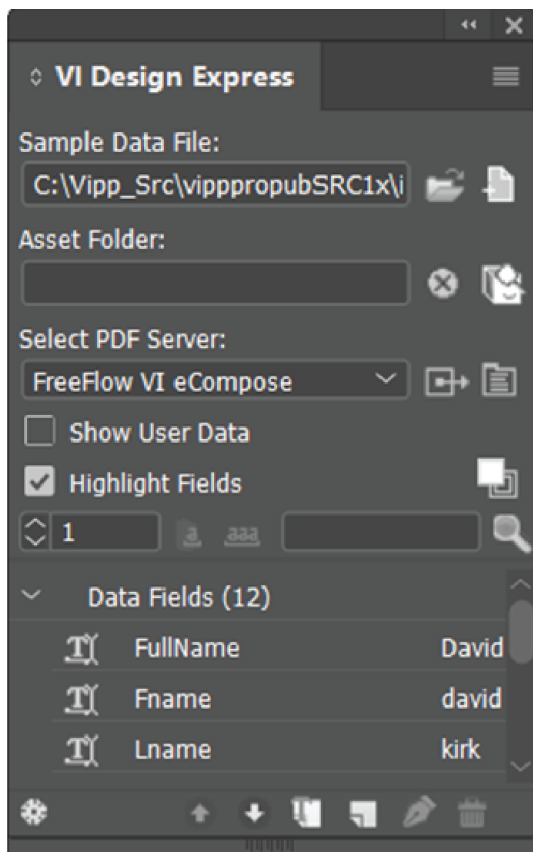 VI Design Express
Sample Data File:
C:\Vipp_Src\vipppropubSRC1x\i
Asset Folder:
Select PDF Server:
FreeFlow VI eCompose
Show User Data
Highlight Fields
1 a aaa
Data Fields (12)
FullName David
Fname david
Lname kirk